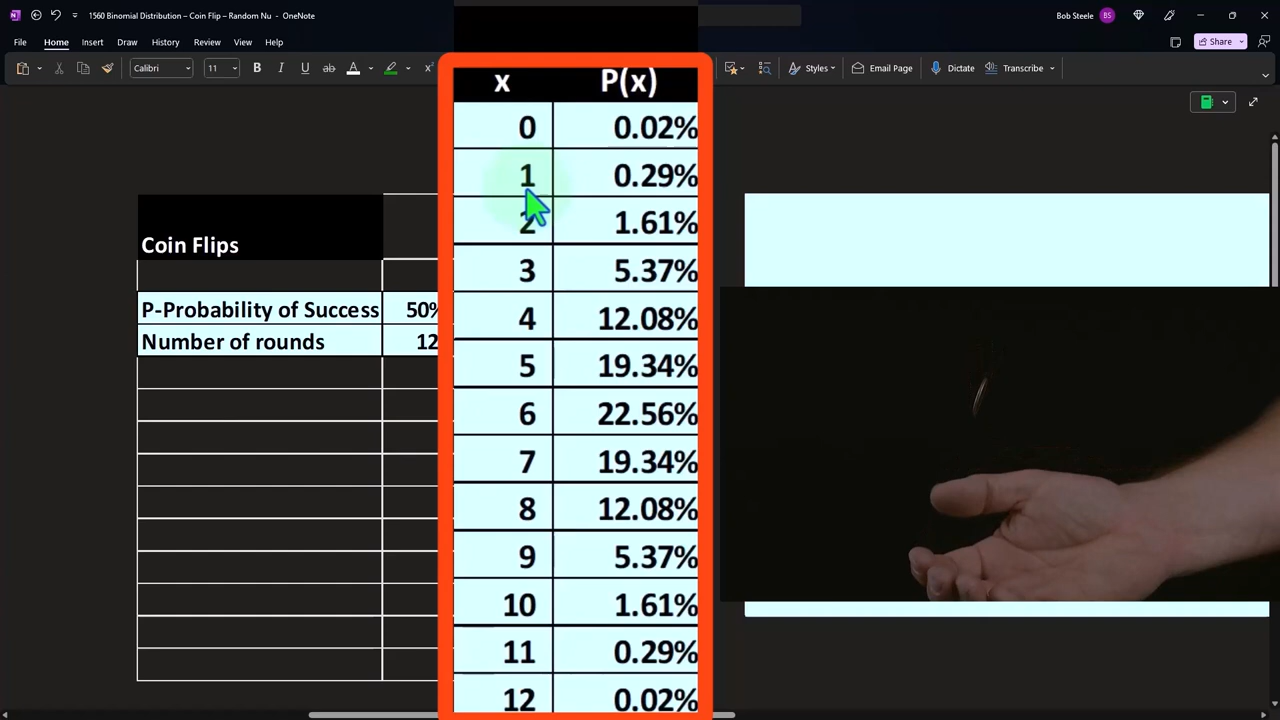 1560 Binomial Distribution – Coin Flip – Random Nu - OneNote
Bob Steele BS
File Home Insert Draw History Review View Help
Share
Calibri 11 B I U ab A x
Styles Email Page Dictate Transcribe
x P(x)
0 0.02%
1 0.29%
2 1.61%
3 5.37%
4 12.08%
5 19.34%
6 22.56%
7 19.34%
8 12.08%
9 5.37%
10 1.61%
11 0.29%
12 0.02%
Coin Flips
P-Probability of Success 50%
Number of rounds 12